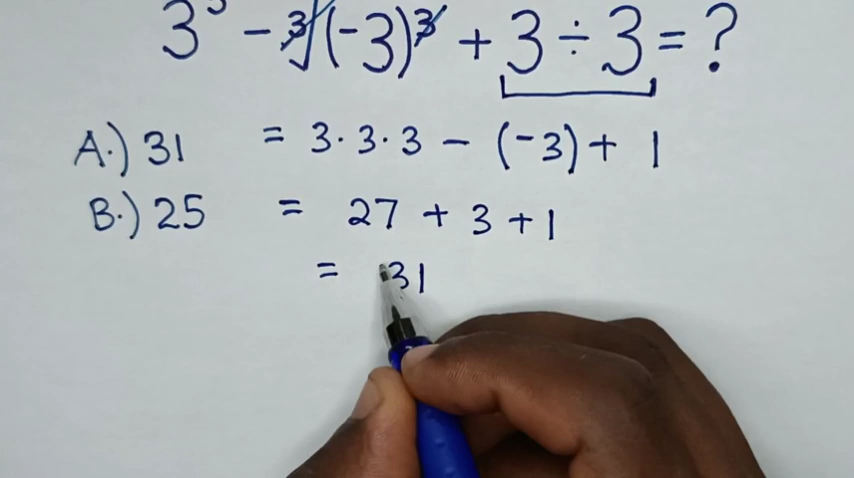 3³ - ∛(-3)³ + 3 ÷ 3 = ?
A.) 31 = 3·3·3 - (-3) + 1
B.) 25 = 27 + 3 + 1
= 31